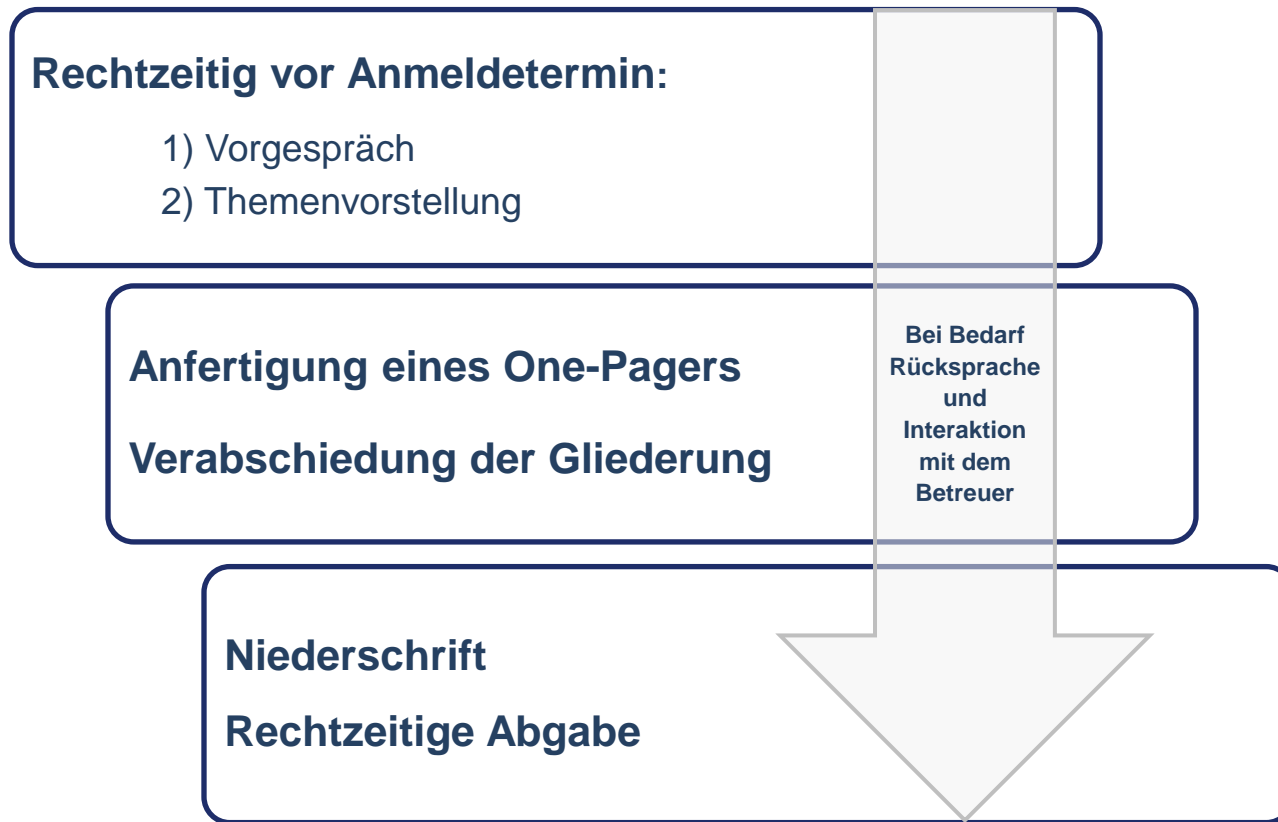 Rechtzeitig vor Anmeldetermin:
1) Vorgespräch
2) Themenvorstellung
Anfertigung eines One-Pagers
Verabschiedung der Gliederung
Bei Bedarf
Rücksprache
und
Interaktion
mit dem
Betreuer
Niederschrift
Rechtzeitige Abgabe